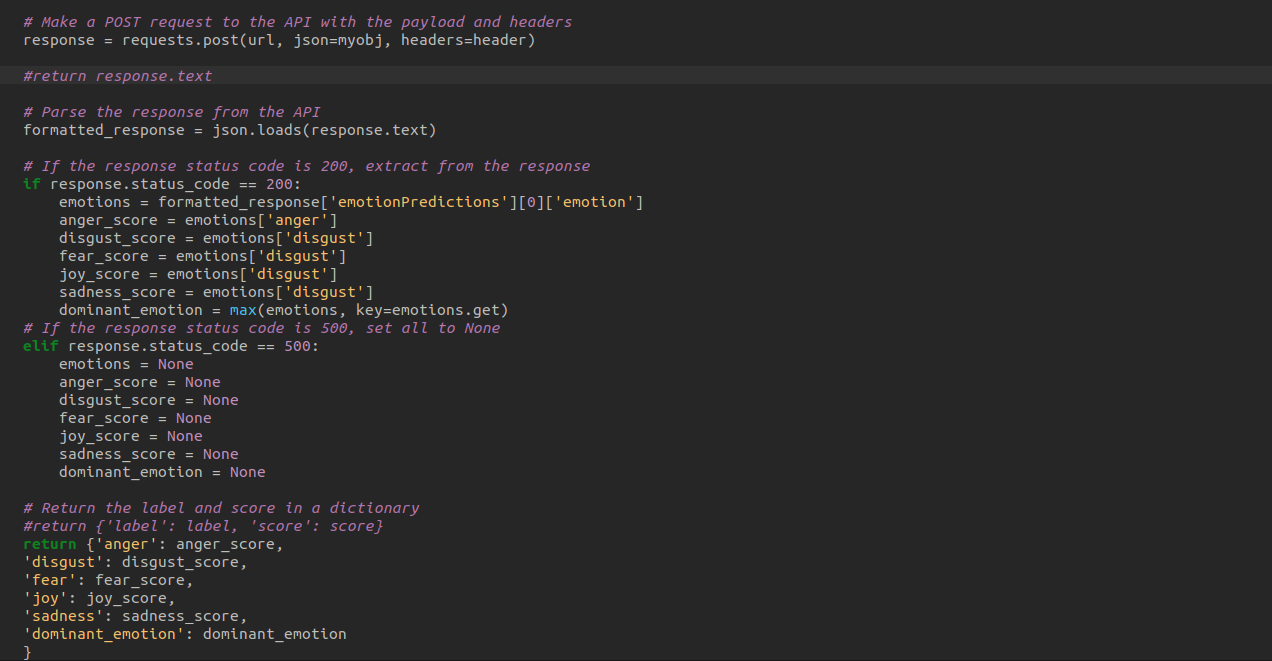 # Make a POST request to the API with the payload and headers
response = requests.post(url, json=myobj, headers=header)
#return response.text
# Parse the response from the API
formatted_response = json.loads(response.text)
# If the response status code is 200, extract from the response
if response.status_code == 200:
    emotions = formatted_response['emotionPredictions'][0]['emotion']
    anger_score = emotions['anger']
    disgust_score = emotions['disgust']
    fear_score = emotions['disgust']
    joy_score = emotions['disgust']
    sadness_score = emotions['disgust']
    dominant_emotion = max(emotions, key=emotions.get)
# If the response status code is 500, set all to None
elif response.status_code == 500:
    emotions = None
    anger_score = None
    disgust_score = None
    fear_score = None
    joy_score = None
    sadness_score = None
    dominant_emotion = None
# Return the label and score in a dictionary
#return {'label': label, 'score': score}
return {'anger': anger_score,
'disgust': disgust_score,
'fear': fear_score,
'joy': joy_score,
'sadness': sadness_score,
'dominant_emotion': dominant_emotion
}